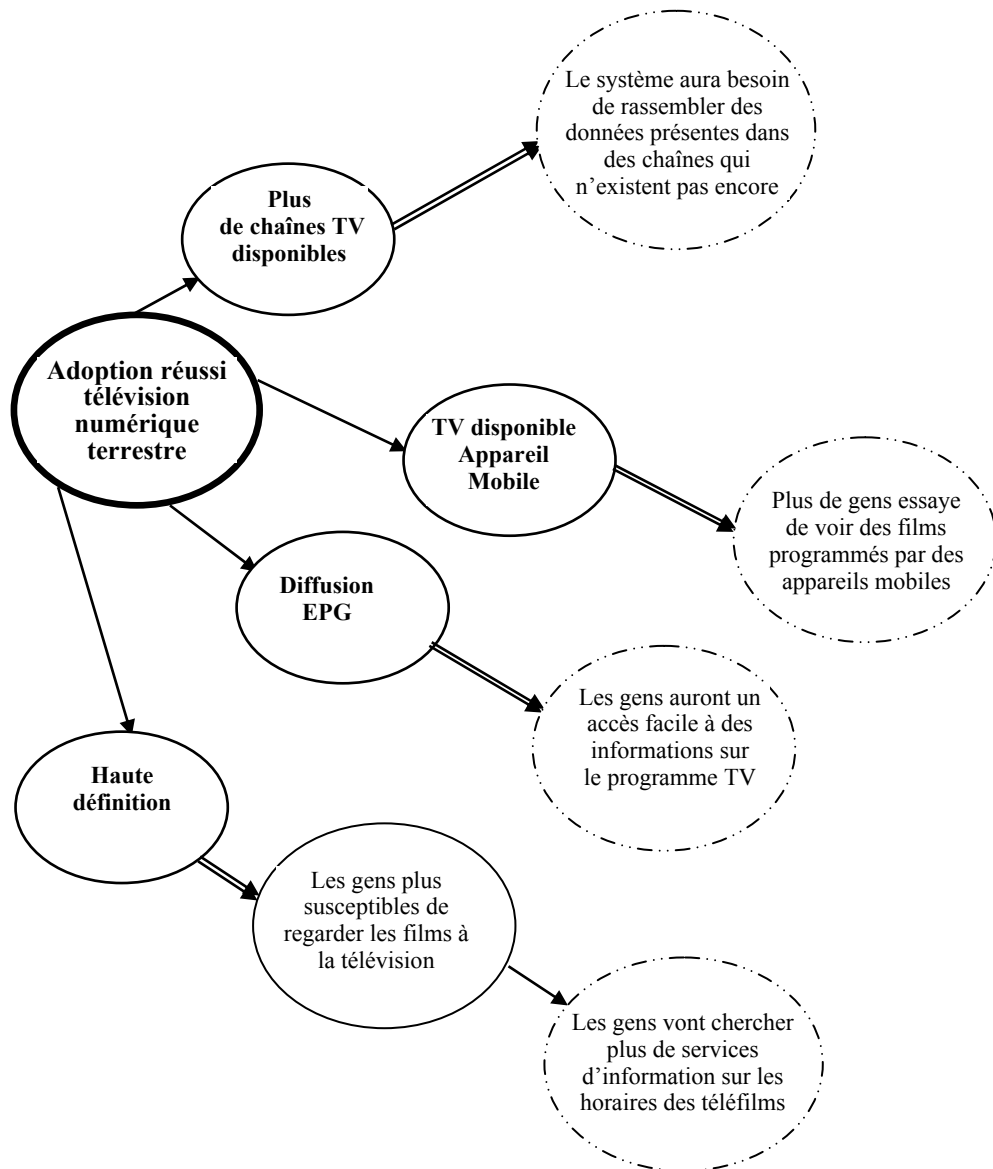 Le système aura besoin
de rassembler des
données présentes dans
des chaînes qui
n’existent pas encore
Plus
de chaînes TV
disponibles
Adoption réussi
télévision
numérique
terrestre
TV disponible
Appareil
Mobile
Plus de gens essaye
de voir des films
programmés par des
appareils mobiles
Diffusion
EPG
Les gens auront un
accès facile à des
informations sur
le programme TV
Haute
définition
Les gens plus
susceptibles de
regarder les films à
la télévision
Les gens vont chercher
plus de services
d’information sur les
horaires des téléfilms